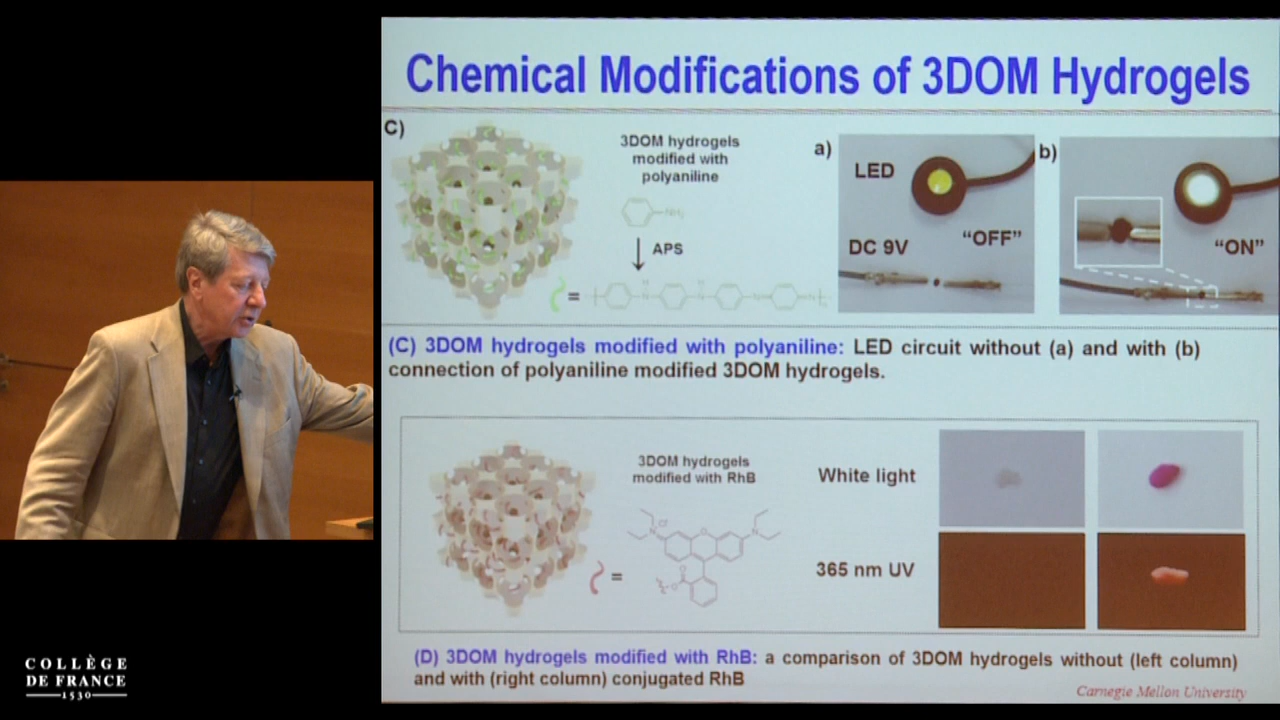 Chemical Modifications of 3DOM Hydrogels
C)
3DOM hydrogels
modified with
polyaniline
NH₂
APS
=
a)
LED
DC 9V
“OFF”
b)
“ON”
(C) 3DOM hydrogels modified with polyaniline: LED circuit without (a) and with (b)
connection of polyaniline modified 3DOM hydrogels.
3DOM hydrogels
modified with RhB
=
White light
365 nm UV
(D) 3DOM hydrogels modified with RhB: a comparison of 3DOM hydrogels without (left column)
and with (right column) conjugated RhB
Carnegie Mellon University
COLLÈGE
DE FRANCE
1530